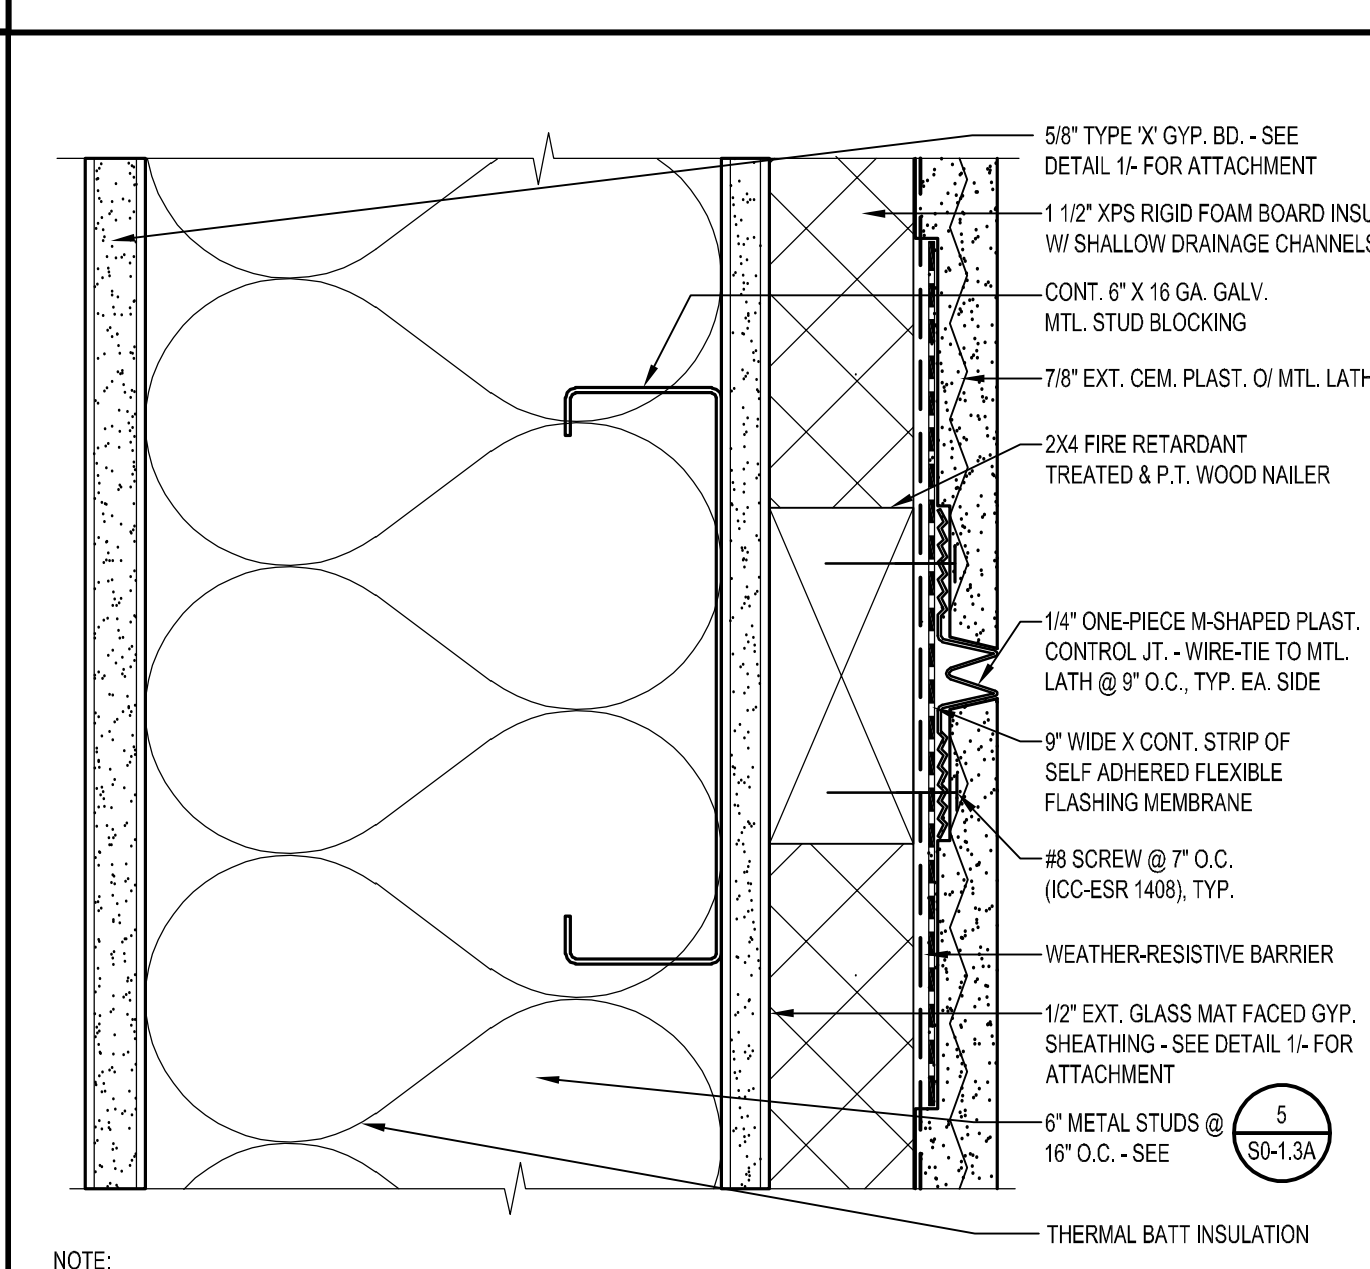 5/8" TYPE 'X' GYP. BD. - SEE
DETAIL 1/- FOR ATTACHMENT
1 1/2" XPS RIGID FOAM BOARD INSU
W/ SHALLOW DRAINAGE CHANNELS
CONT. 6" X 16 GA. GALV.
MTL. STUD BLOCKING
7/8" EXT. CEM. PLAST. O/ MTL. LATH
2X4 FIRE RETARDANT
TREATED & P.T. WOOD NAILER
1/4" ONE-PIECE M-SHAPED PLAST.
CONTROL JT. - WIRE-TIE TO MTL.
LATH @ 9" O.C., TYP. EA. SIDE
9" WIDE X CONT. STRIP OF
SELF ADHERED FLEXIBLE
FLASHING MEMBRANE
#8 SCREW @ 7" O.C.
(ICC-ESR 1408), TYP.
WEATHER-RESISTIVE BARRIER
1/2" EXT. GLASS MAT FACED GYP.
SHEATHING - SEE DETAIL 1/- FOR
ATTACHMENT
6" METAL STUDS @
16" O.C. - SEE
5
S0-1.3A
THERMAL BATT INSULATION
NOTE: